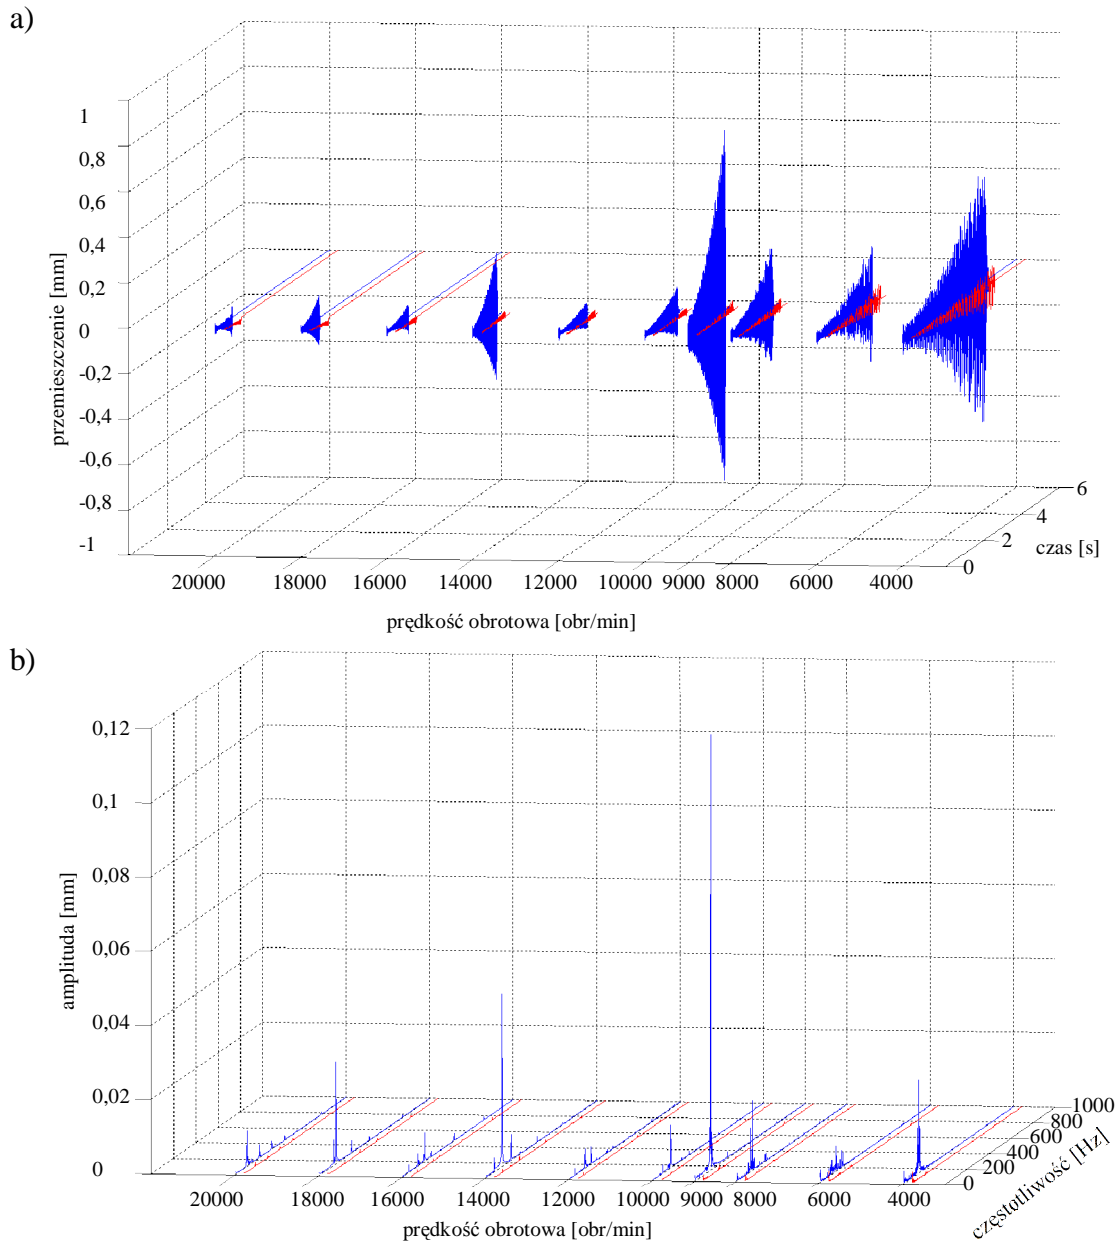 a)
1
0,8
0,6
0,4
0,2
0
-0,2
-0,4
-0,6
-0,8
-1
przemieszczenie [mm]
20000 18000 16000 14000 12000 10000 9000 8000 6000 4000
prędkość obrotowa [obr/min]
0 2 4 6
czas [s]
b)
0,12
0,1
0,08
0,06
0,04
0,02
0
amplituda [mm]
20000 18000 16000 14000 12000 10000 9000 8000 6000 4000
prędkość obrotowa [obr/min]
0 200 400 600 800 1000
częstotliwość [Hz]